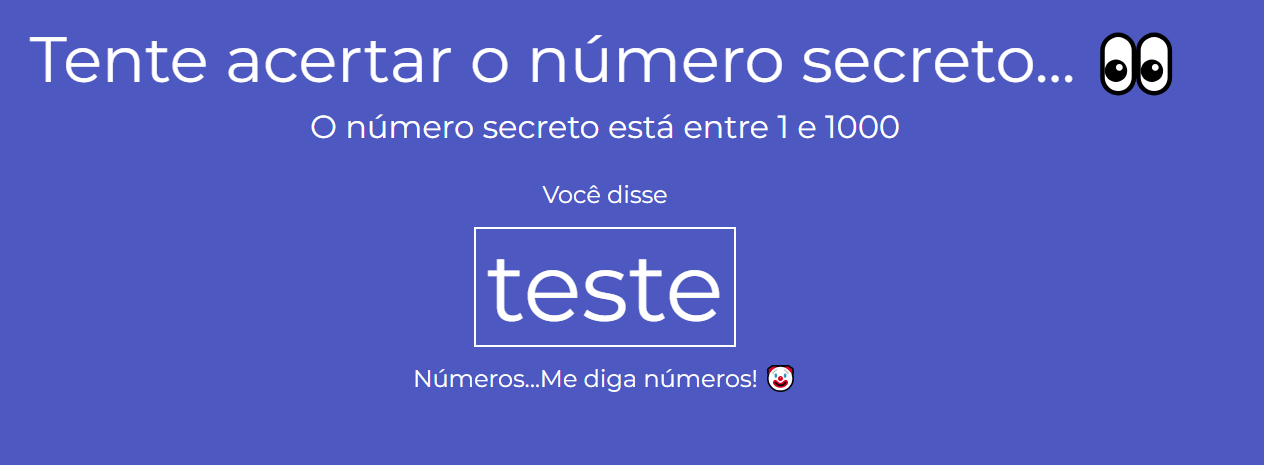 Tente acertar o número secreto... 👀
O número secreto está entre 1 e 1000
Você disse
teste
Números...Me diga números! 🤡